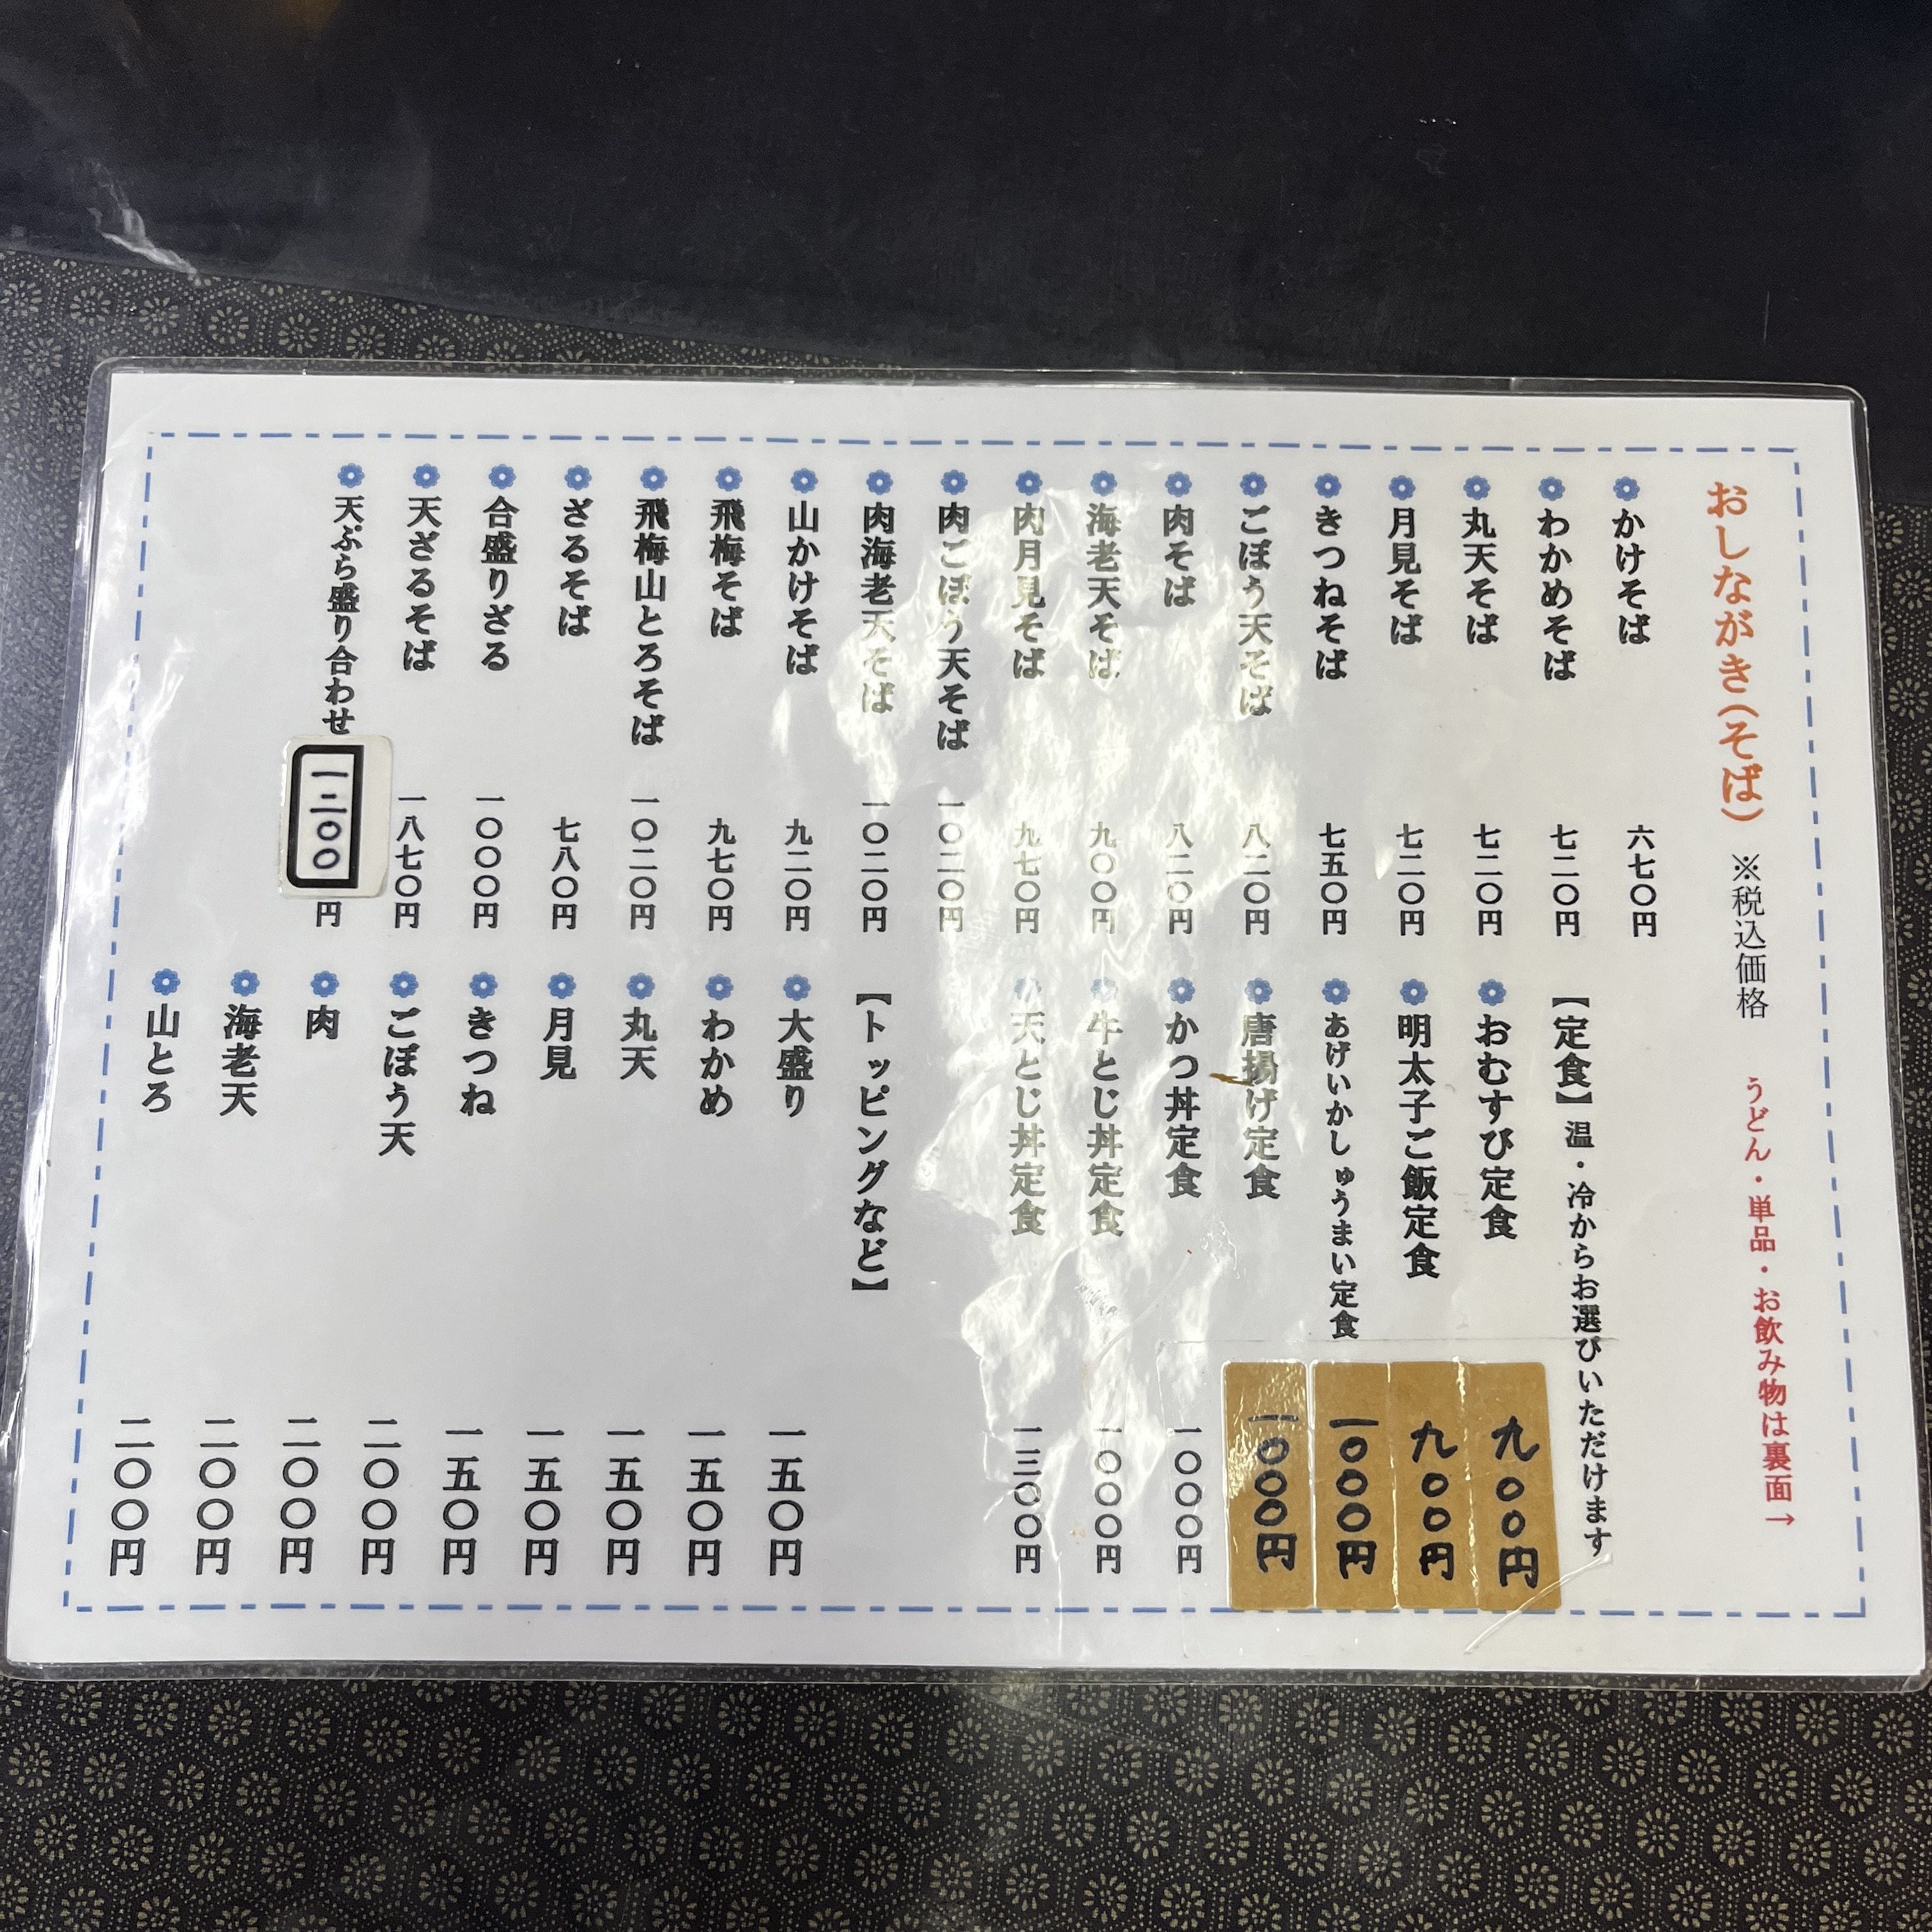 おしながき（そば） ※税込価格 うどん・単品・お飲み物は裏面→
かけそば 六七〇円
わかめそば 七二〇円
丸天そば 七二〇円
月見そば 七二〇円
きつねそば 七五〇円
ごぼう天そば 八二〇円
肉そば 八二〇円
海老天そば 九〇〇円
肉月見そば 九七〇円
肉ごぼう天そば 一〇二〇円
肉海老天そば 一〇二〇円
山かけそば 九二〇円
飛梅そば 九七〇円
飛梅山とろそば 一〇二〇円
ざるそば 七八〇円
合盛りざる 一〇〇〇円
天ざるそば 一八七〇円
天ぷら盛り合わせ 一二〇〇円
【定食】温・冷からお選びいただけます
おむすび定食 九〇〇円
明太子ご飯定食 九〇〇円
あげいかしゅうまい定食 一〇〇〇円
唐揚げ定食 一〇〇〇円
かつ丼定食 一〇〇〇円
牛とじ丼定食 一〇〇〇円
天とじ丼定食 一三〇〇円
【トッピングなど】
大盛り 一五〇円
わかめ 一五〇円
丸天 一五〇円
月見 一五〇円
きつね 一五〇円
ごぼう天 二〇〇円
肉 二〇〇円
海老天 二〇〇円
山とろ 二〇〇円